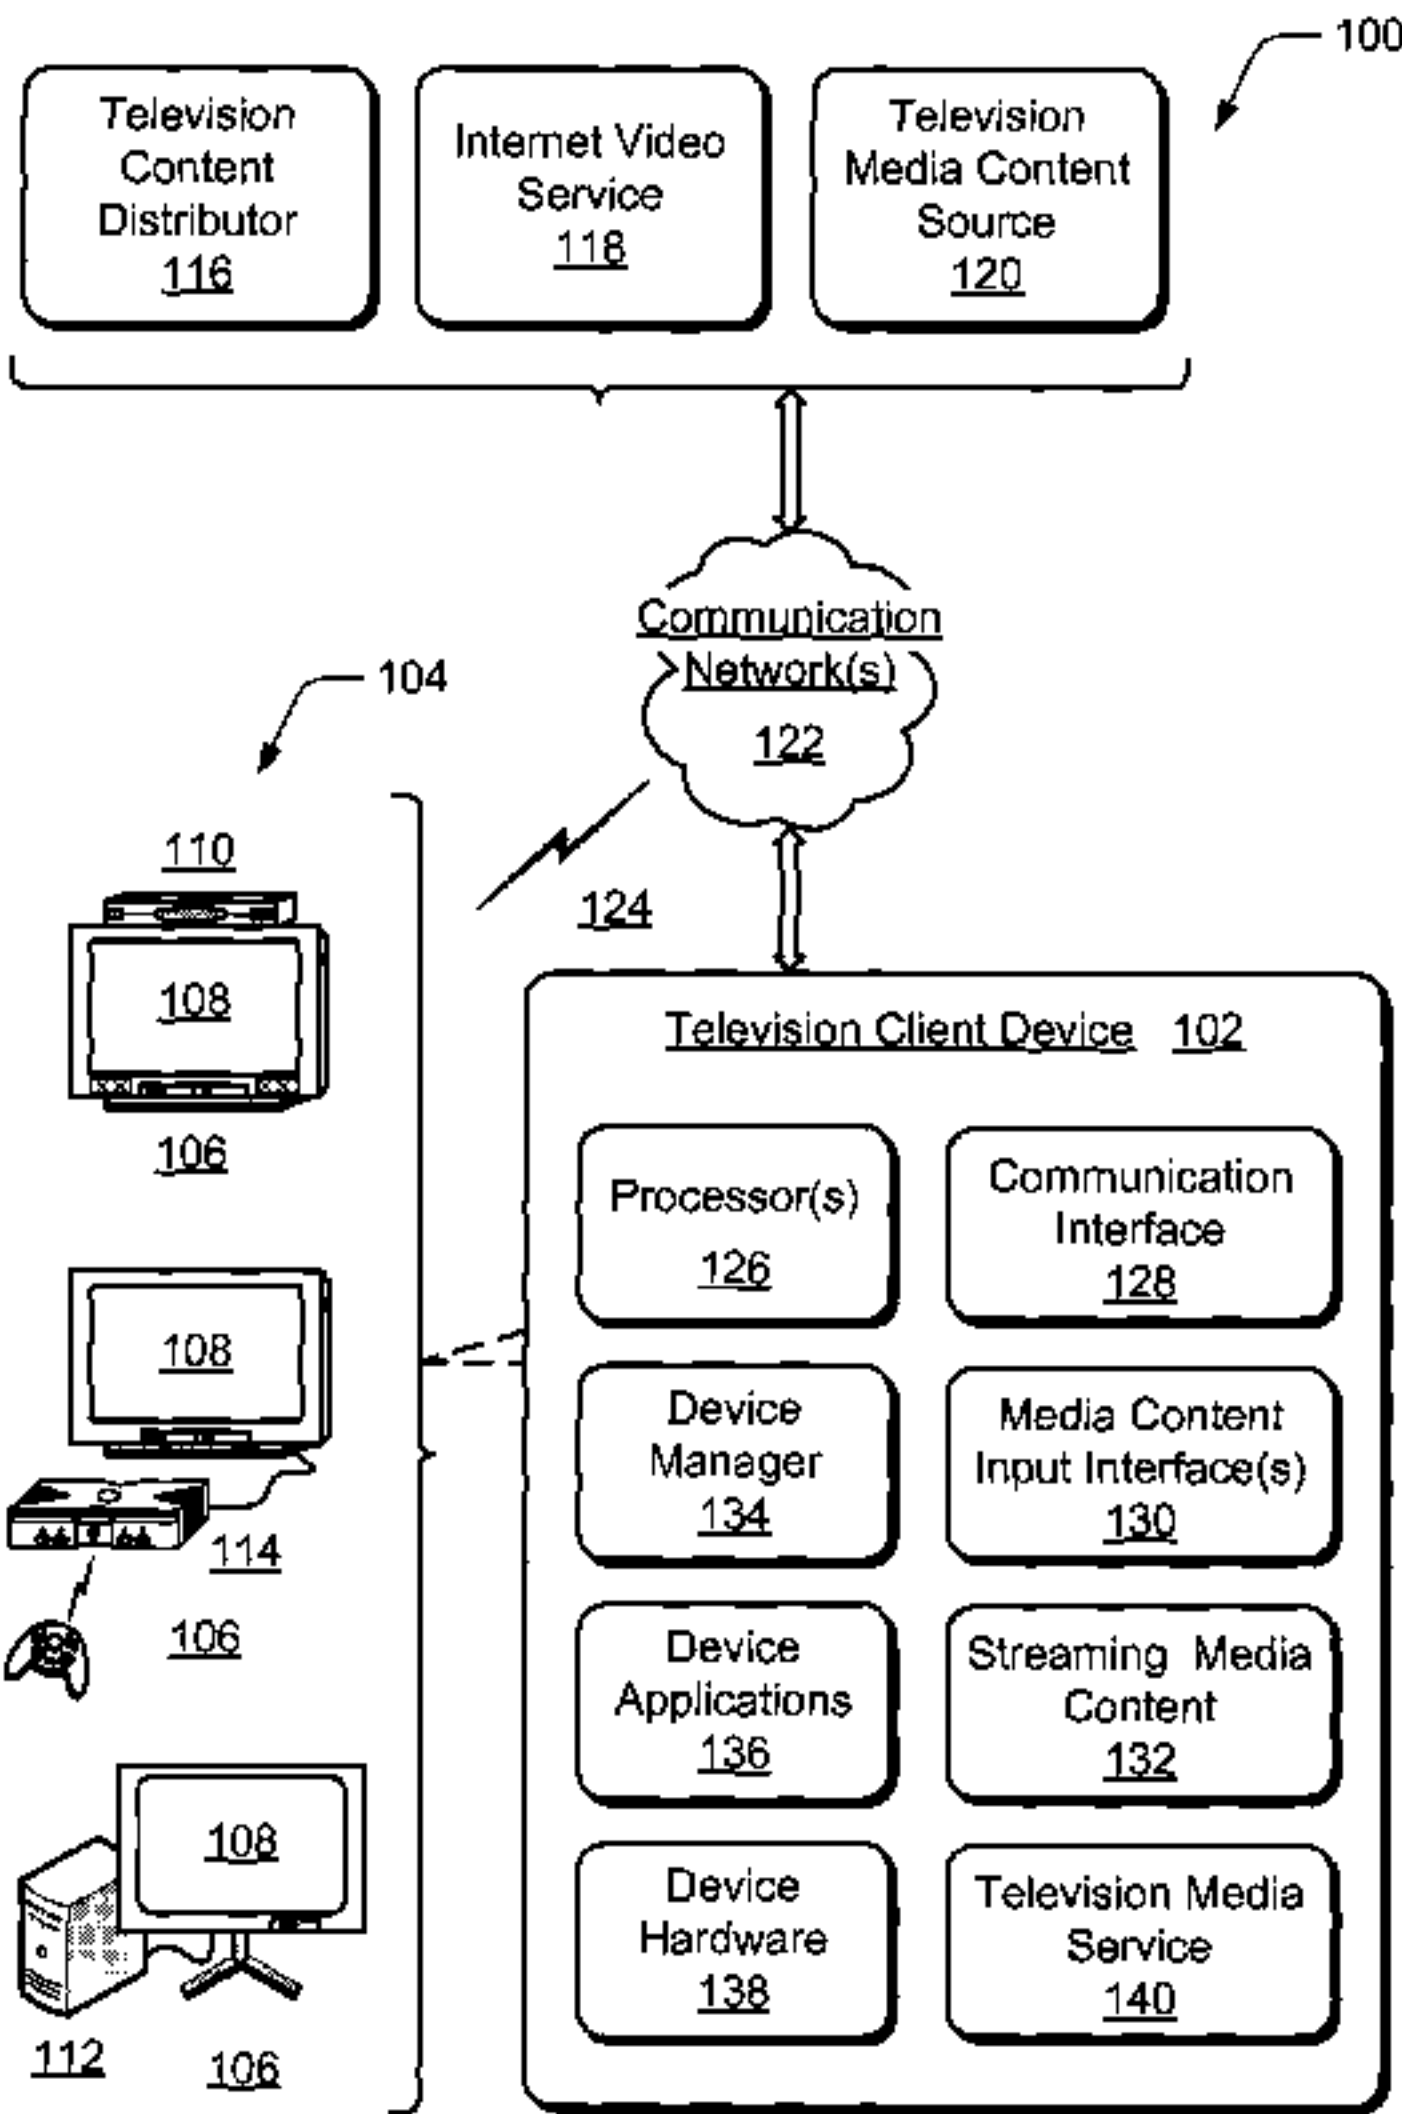 100
Television
Content
Distributor
116
Internet Video
Service
118
Television
Media Content
Source
120
Communication
Network(s)
122
104
110
108
106
124
108
114
106
108
112
106
Television Client Device 102
Processor(s)
126
Communication
Interface
128
Device
Manager
134
Media Content
Input Interface(s)
130
Device
Applications
136
Streaming Media
Content
132
Device
Hardware
138
Television Media
Service
140